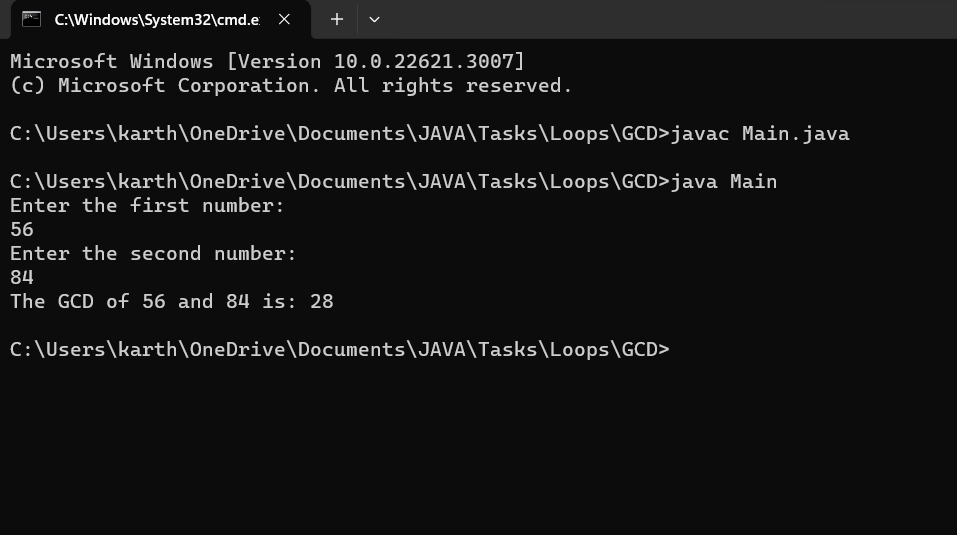 C:\Windows\System32\cmd.e
Microsoft Windows [Version 10.0.22621.3007]
(c) Microsoft Corporation. All rights reserved.
C:\Users\karth\OneDrive\Documents\JAVA\Tasks\Loops\GCD>javac Main.java
C:\Users\karth\OneDrive\Documents\JAVA\Tasks\Loops\GCD>java Main
Enter the first number:
56
Enter the second number:
84
The GCD of 56 and 84 is: 28
C:\Users\karth\OneDrive\Documents\JAVA\Tasks\Loops\GCD>